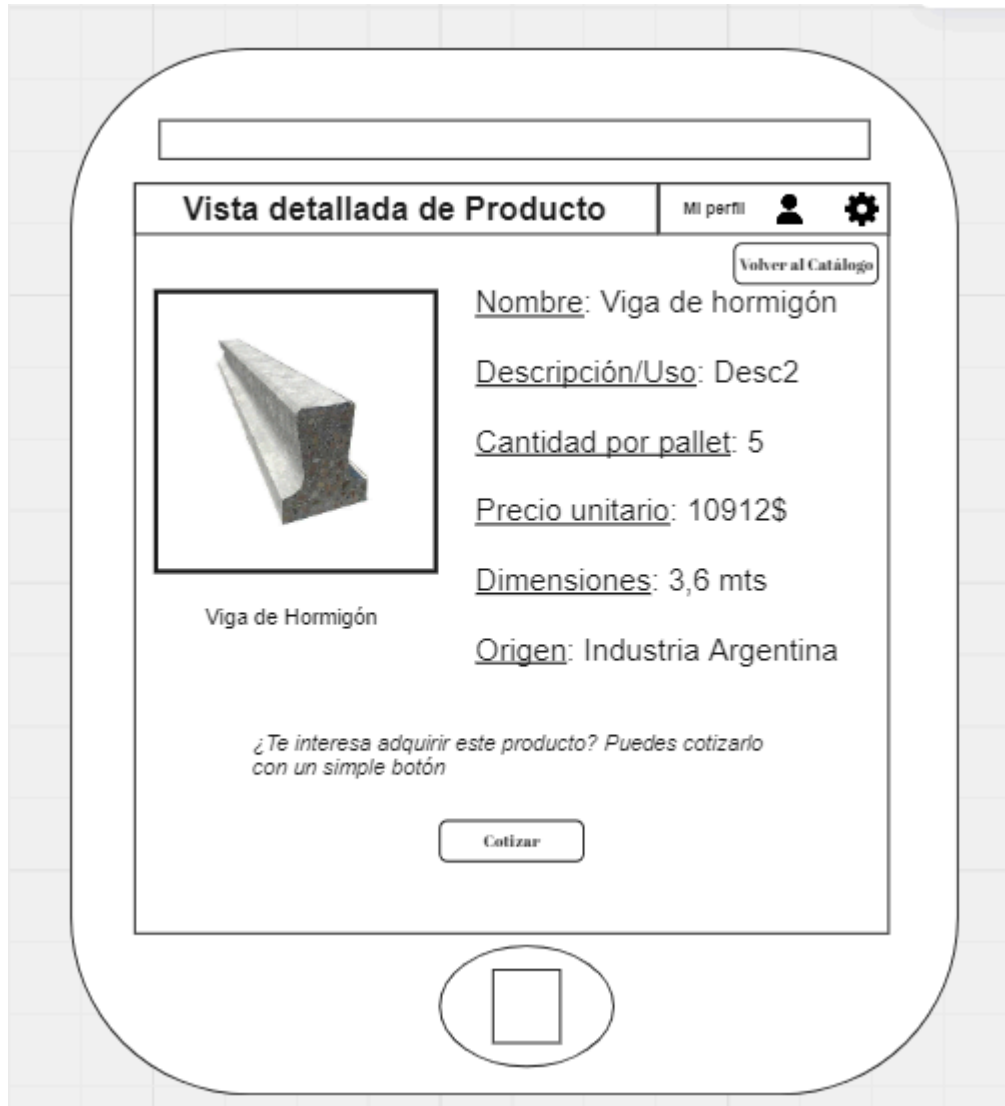 Vista detallada de Producto
Mi perfil
Volver al Catálogo
Nombre: Viga de hormigón
Descripción/Uso: Desc2
Cantidad por pallet: 5
Precio unitario: 10912$
Dimensiones: 3,6 mts
Viga de Hormigón
Origen: Industria Argentina
¿Te interesa adquirir este producto? Puedes cotizarlo
con un simple botón
Cotizar